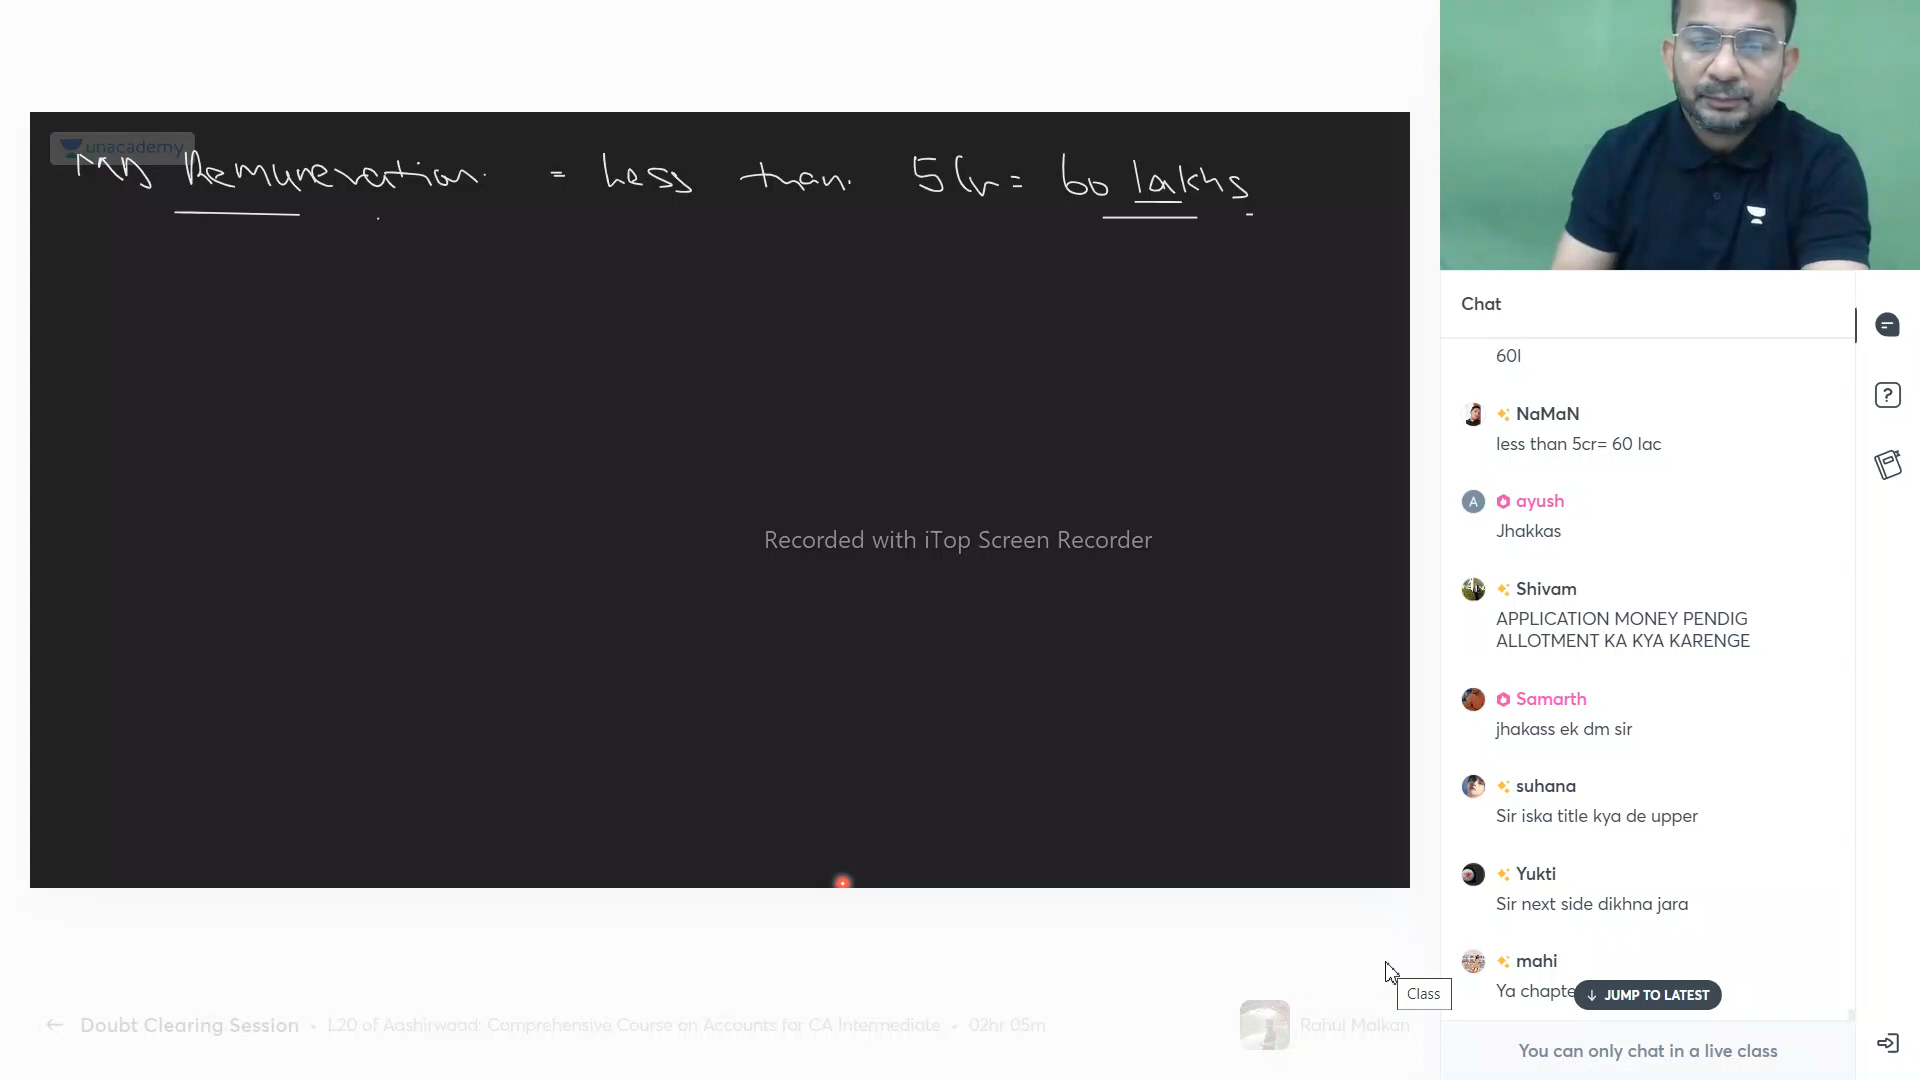 unacademy
MD Remuneration = Less than 5 Cr = 60 lakhs
Recorded with iTop Screen Recorder
Chat
60l
NaMaN
less than 5cr= 60 lac
A
ayush
Jhakkas
Shivam
APPLICATION MONEY PENDIG
ALLOTMENT KA KYA KARENGE
Samarth
jhakass ek dm sir
suhana
Sir iska title kya de upper
Yukti
Sir next side dikhna jara
mahi
Ya chapte
↓ JUMP TO LATEST
Class
← Doubt Clearing Session • L20 of Aashirwaad: Comprehensive Course on Accounts for CA Intermediate • 02hr 05m
Rahul Malkan
You can only chat in a live class